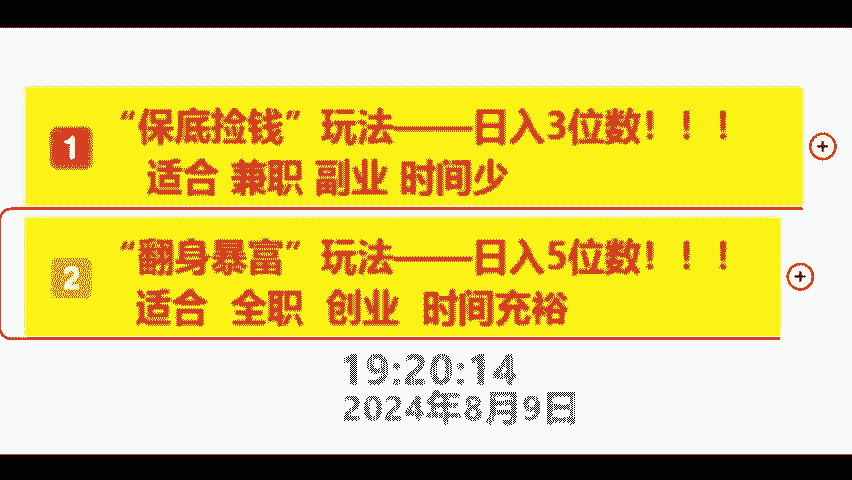 1 “保底捡钱”玩法——日入3位数！！！
适合 兼职 副业 时间少
2 “翻身暴富”玩法——日入5位数！！！
适合 全职 创业 时间充裕
19:20:14
2024年8月9日